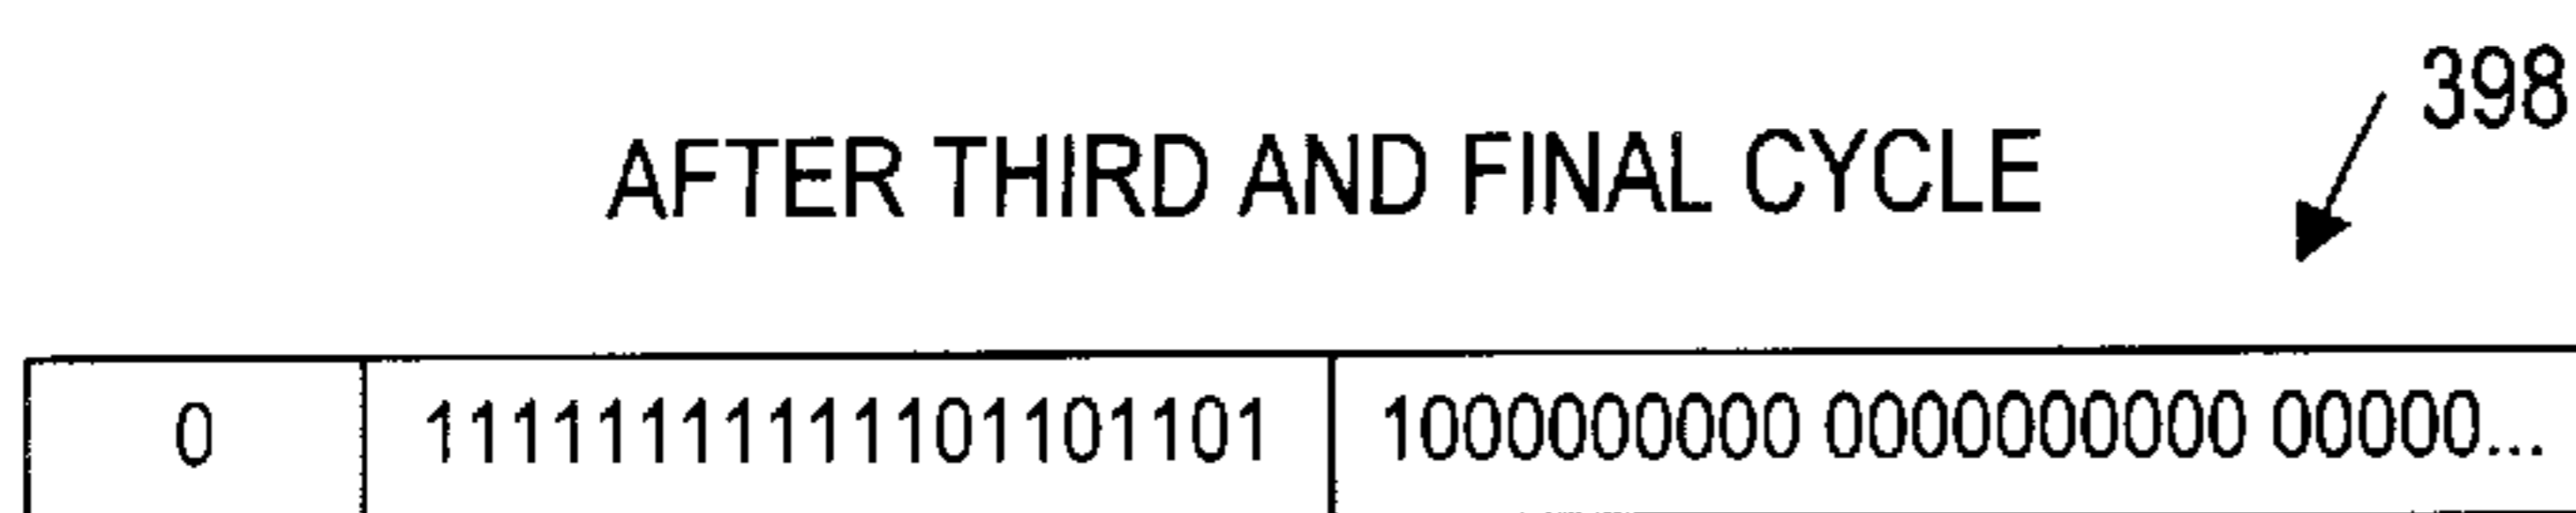 398
AFTER THIRD AND FINAL CYCLE
0 11111111111101101101 1000000000 0000000000 00000...